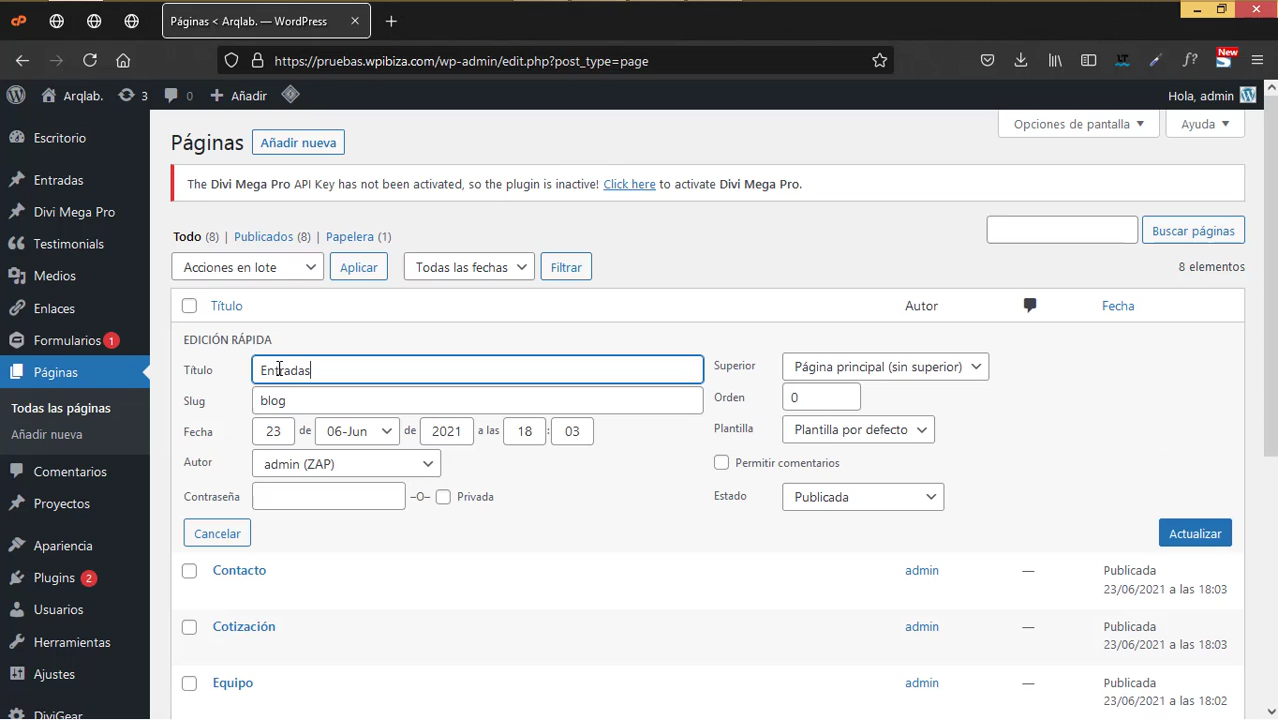 Páginas < Arqlab. — WordPress
https://pruebas.wpibiza.com/wp-admin/edit.php?post_type=page
New
Arqlab.
3
0
Añadir
Hola, admin
Escritorio
Entradas
Divi Mega Pro
Testimonials
Medios
Enlaces
Formularios 1
Páginas
Todas las páginas
Añadir nueva
Comentarios
Proyectos
Apariencia
Plugins 2
Usuarios
Herramientas
Ajustes
DiviGear
Opciones de pantalla
Ayuda
Páginas
Añadir nueva
The Divi Mega Pro API Key has not been activated, so the plugin is inactive! Click here to activate Divi Mega Pro.
Todo (8) | Publicados (8) | Papelera (1)
Buscar páginas
Acciones en lote
Aplicar
Todas las fechas
Filtrar
8 elementos
Título
Autor
Fecha
EDICIÓN RÁPIDA
Título
Entradas
Slug
blog
Fecha
23 de 06-Jun de 2021 a las 18 : 03
Autor
admin (ZAP)
Contraseña
–O–
Privada
Superior
Página principal (sin superior)
Orden
0
Plantilla
Plantilla por defecto
Permitir comentarios
Estado
Publicada
Cancelar
Actualizar
Contacto
admin
—
Publicada
23/06/2021 a las 18:03
Cotización
admin
—
Publicada
23/06/2021 a las 18:03
Equipo
admin
—
Publicada
23/06/2021 a las 18:02